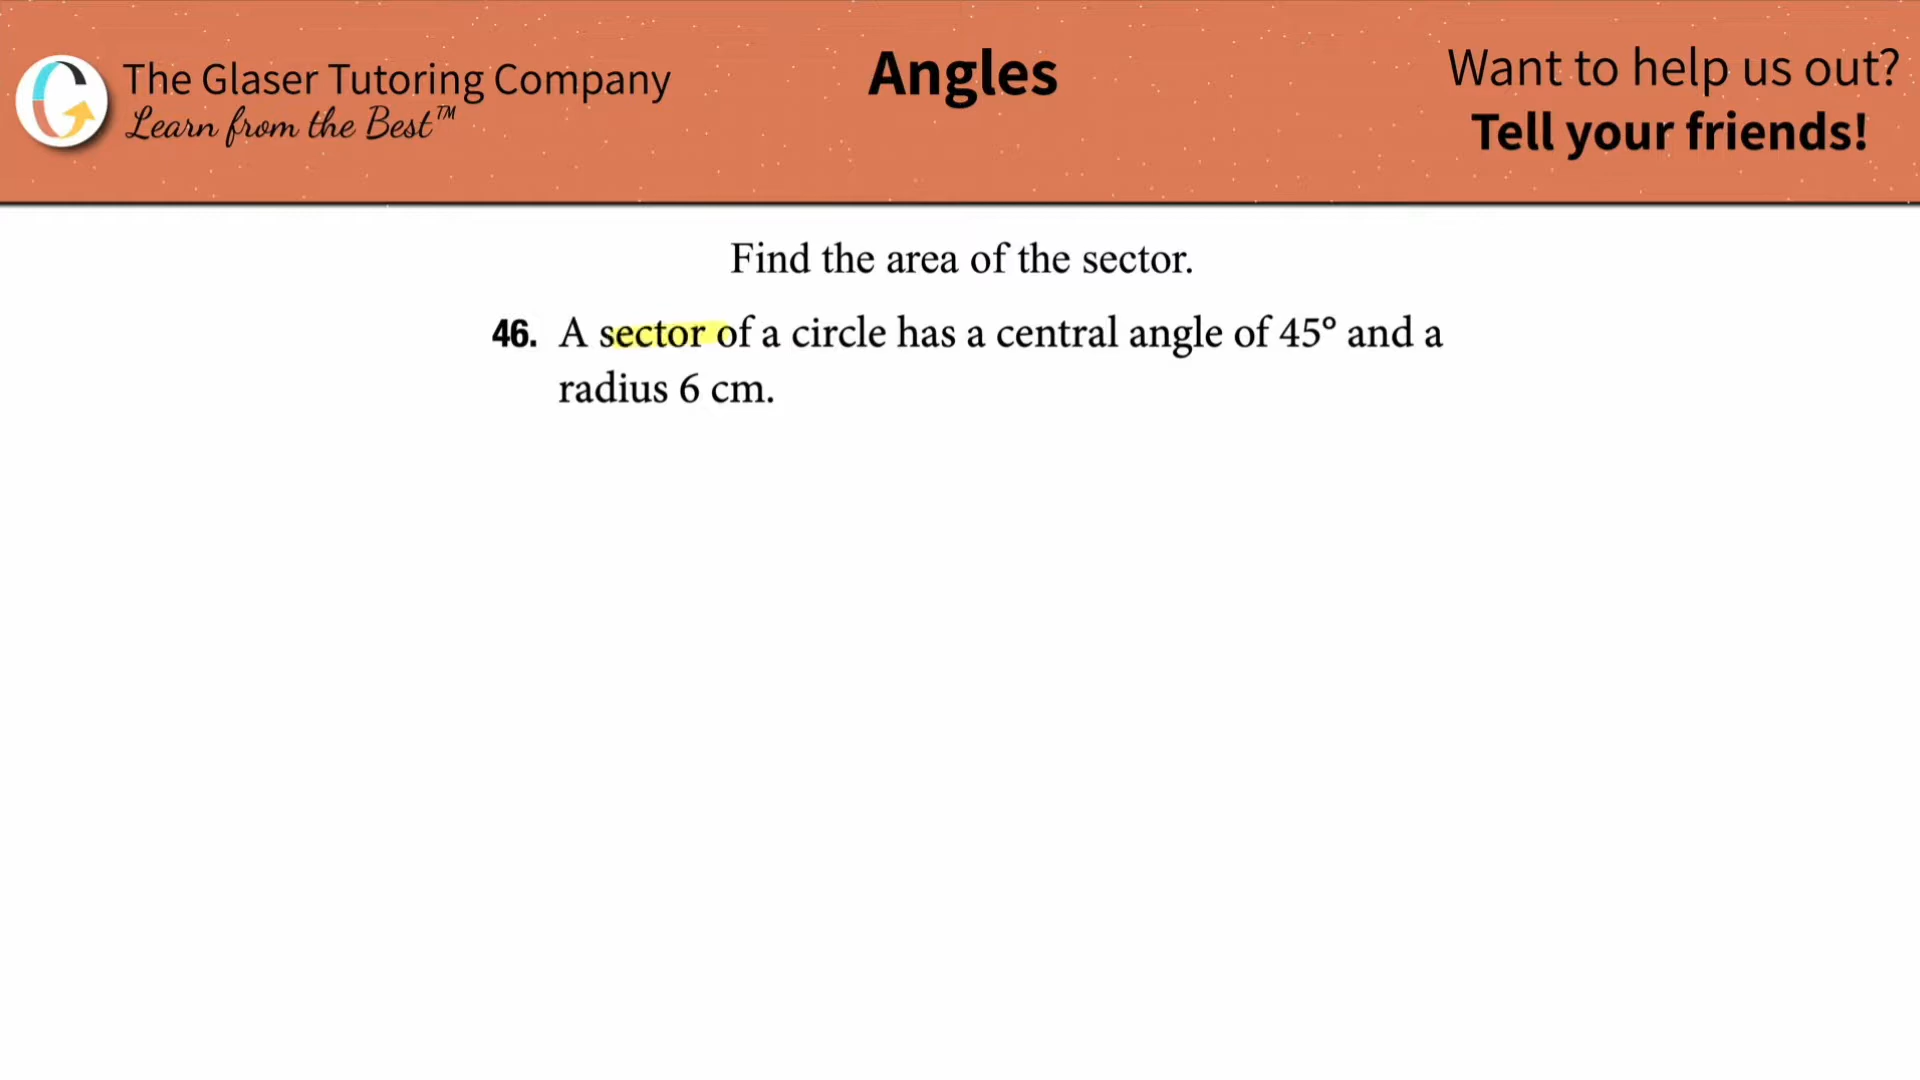 The Glaser Tutoring Company
Learn from the Best™
Angles
Want to help us out?
Tell your friends!
Find the area of the sector.
46. A sector of a circle has a central angle of 45° and a
radius 6 cm.